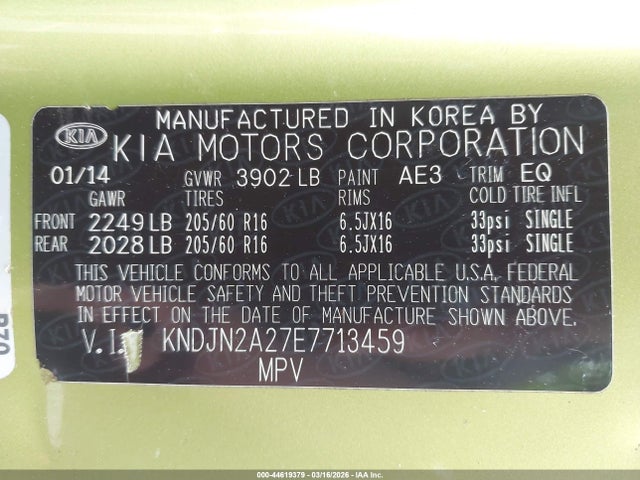 MANUFACTURED IN KOREA BY
KIA KIA MOTORS CORPORATION
01/14 GVWR 3902 LB PAINT AE3 TRIM EQ
GAWR TIRES RIMS COLD TIRE INFL
FRONT 2249 LB 205/60 R16 6.5JX16 33psi SINGLE
REAR 2028 LB 205/60 R16 6.5JX16 33psi SINGLE
THIS VEHICLE CONFORMS TO ALL APPLICABLE U.S.A. FEDERAL
MOTOR VEHICLE SAFETY AND THEFT PREVENTION STANDARDS
IN EFFECT ON THE DATE OF MANUFACTURE SHOWN ABOVE.
V.I. KNDJN2A27E7713459
MPV
000-44619379 | 03/16/2026 | IAA Inc.